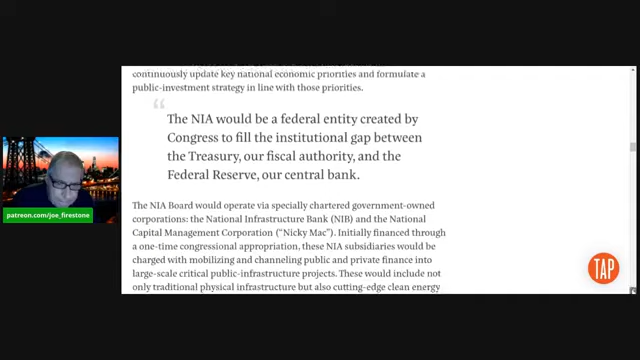 continuously update key national economic priorities and formulate a
public-investment strategy in line with those priorities.
“
The NIA would be a federal entity created by
Congress to fill the institutional gap between
the Treasury, our fiscal authority, and the
Federal Reserve, our central bank.
patreon.com/joe_firestone
The NIA Board would operate via specially chartered government-owned
corporations: the National Infrastructure Bank (NIB) and the National
Capital Management Corporation (“Nicky Mac”). Initially financed through
a one-time congressional appropriation, these NIA subsidiaries would be
charged with mobilizing and channeling public and private finance into
large-scale critical public-infrastructure projects. These would include not
only traditional physical infrastructure but also cutting-edge clean energy
TAP